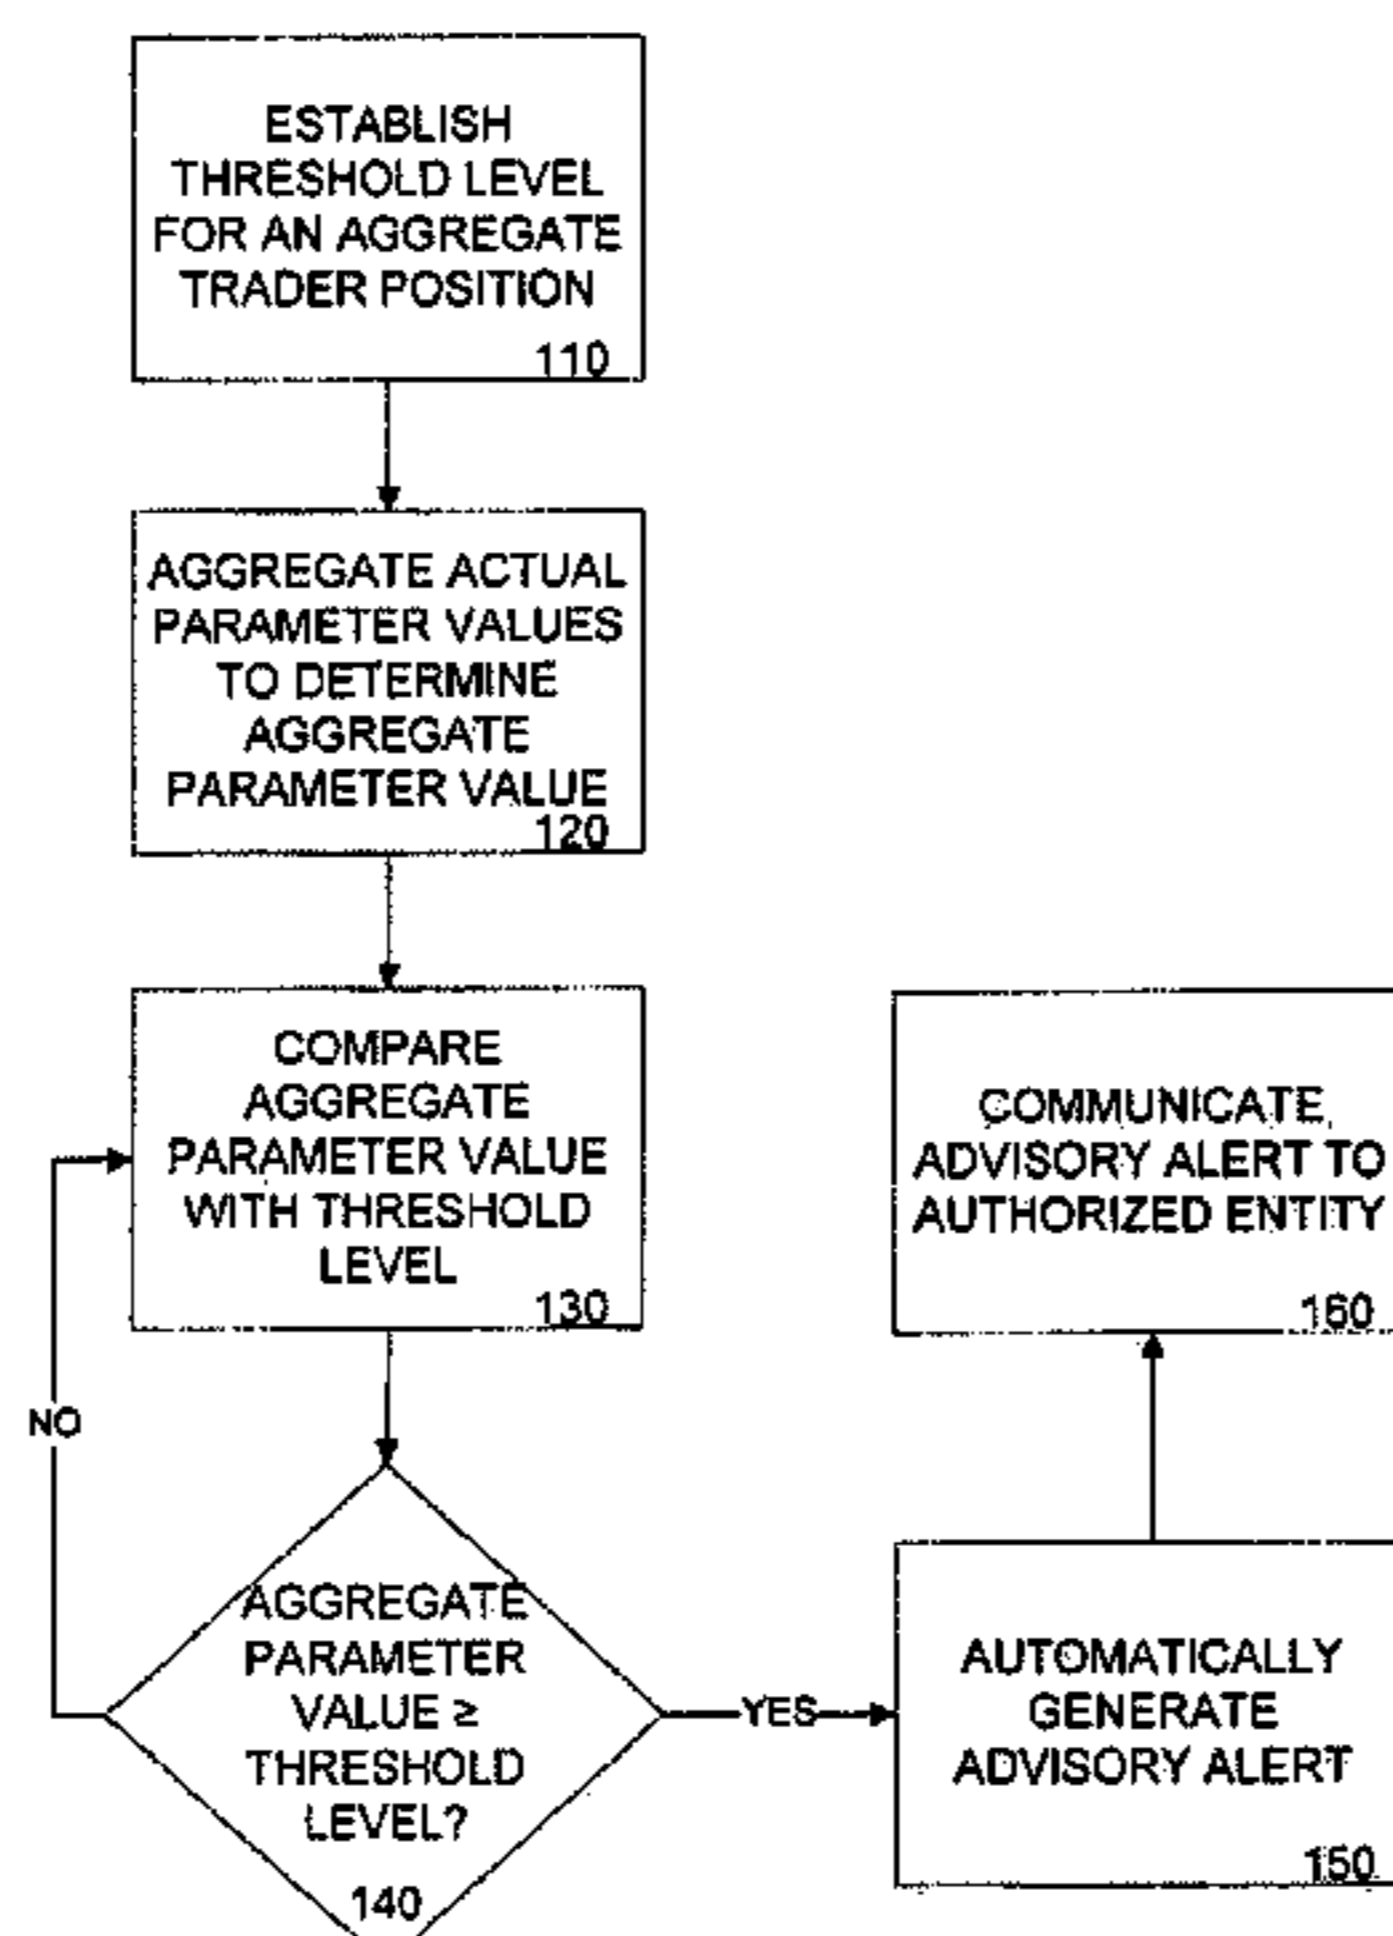 ESTABLISH
THRESHOLD LEVEL
FOR AN AGGREGATE
TRADER POSITION
110
AGGREGATE ACTUAL
PARAMETER VALUES
TO DETERMINE
AGGREGATE
PARAMETER VALUE
120
COMPARE
AGGREGATE
PARAMETER VALUE
WITH THRESHOLD
LEVEL
130
NO
AGGREGATE
PARAMETER
VALUE ≥
THRESHOLD
LEVEL?
140
YES
AUTOMATICALLY
GENERATE
ADVISORY ALERT
150
COMMUNICATE
ADVISORY ALERT TO
AUTHORIZED ENTITY
160